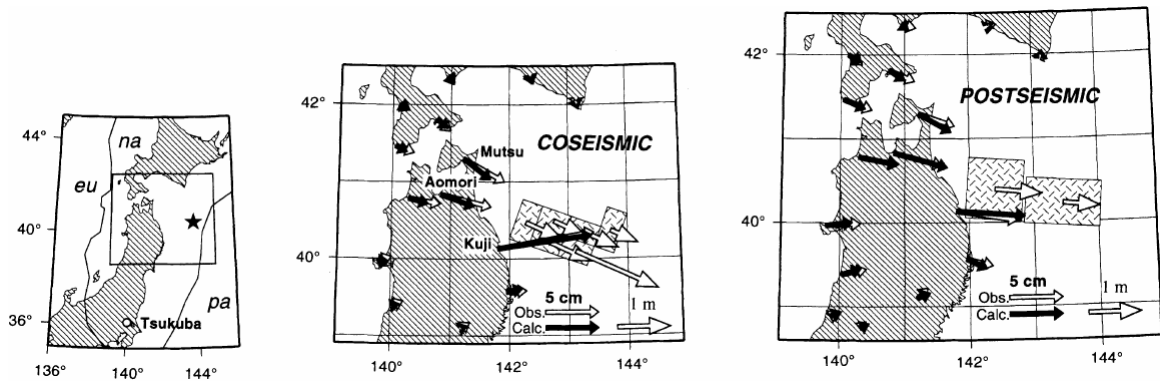 44°
40°
36°
136°
140°
144°
na
eu
pa
Tsukuba
42°
40°
140°
142°
144°
COSEISMIC
Mutsu
Aomori
Kuji
5 cm
1 m
Obs.
Calc.
42°
40°
140°
142°
144°
POSTSEISMIC
5 cm
1 m
Obs.
Calc.